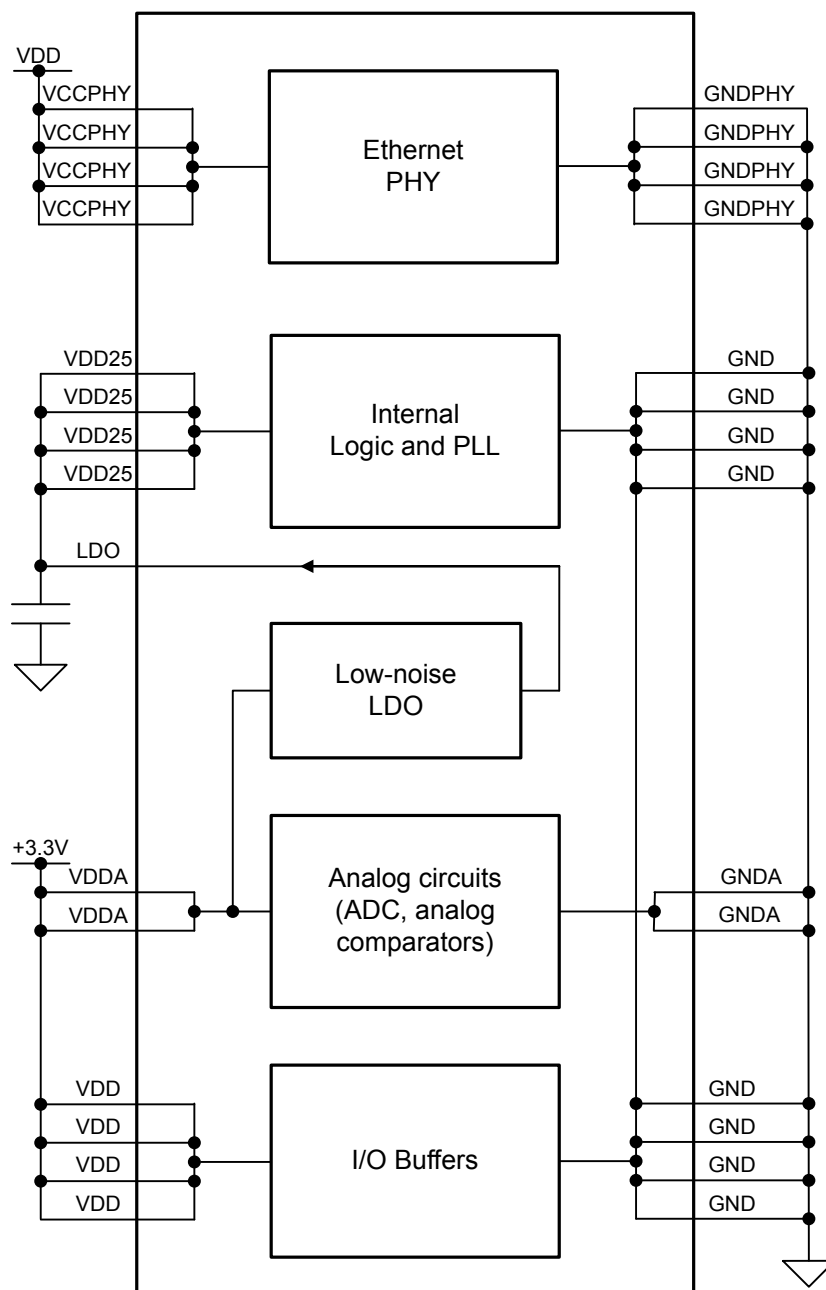 VDD
VCCPHY
VCCPHY
VCCPHY
VCCPHY
Ethernet
PHY
GNDPHY
GNDPHY
GNDPHY
GNDPHY
VDD25
VDD25
VDD25
VDD25
Internal
Logic and PLL
GND
GND
GND
GND
LDO
Low-noise
LDO
+3.3V
VDDA
VDDA
Analog circuits
(ADC, analog
comparators)
GNDA
GNDA
VDD
VDD
VDD
VDD
I/O Buffers
GND
GND
GND
GND